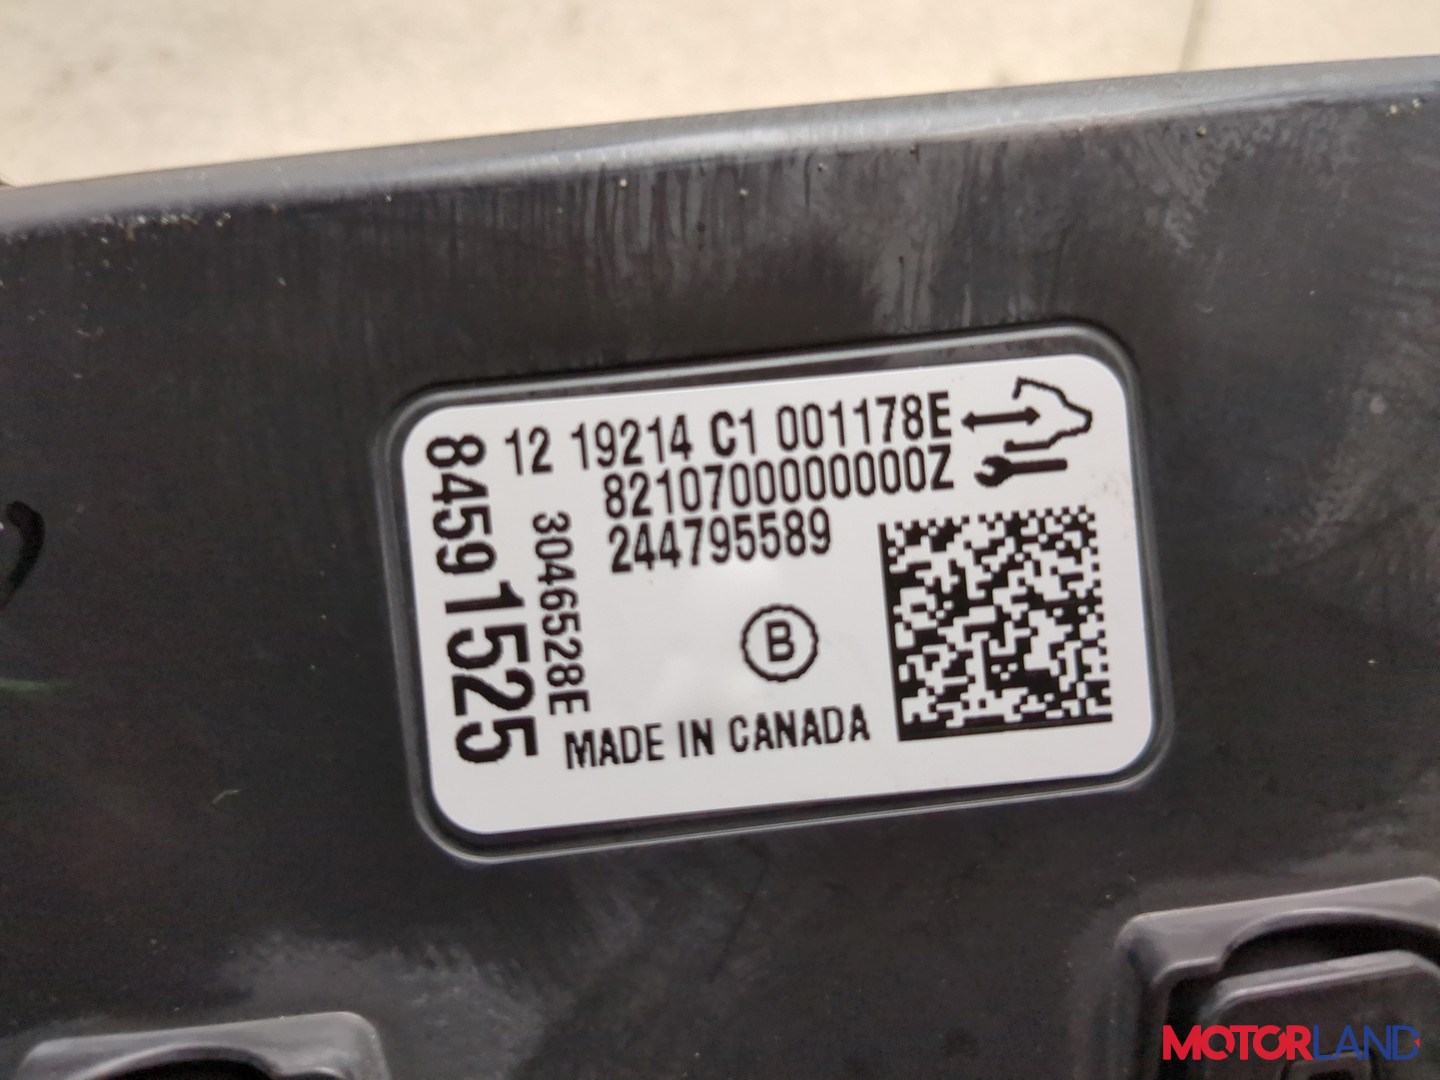 12 19214 C1 001178E
8210700000000Z
244795589
84591525
3046528E
B
MADE IN CANADA
MOTORLAND